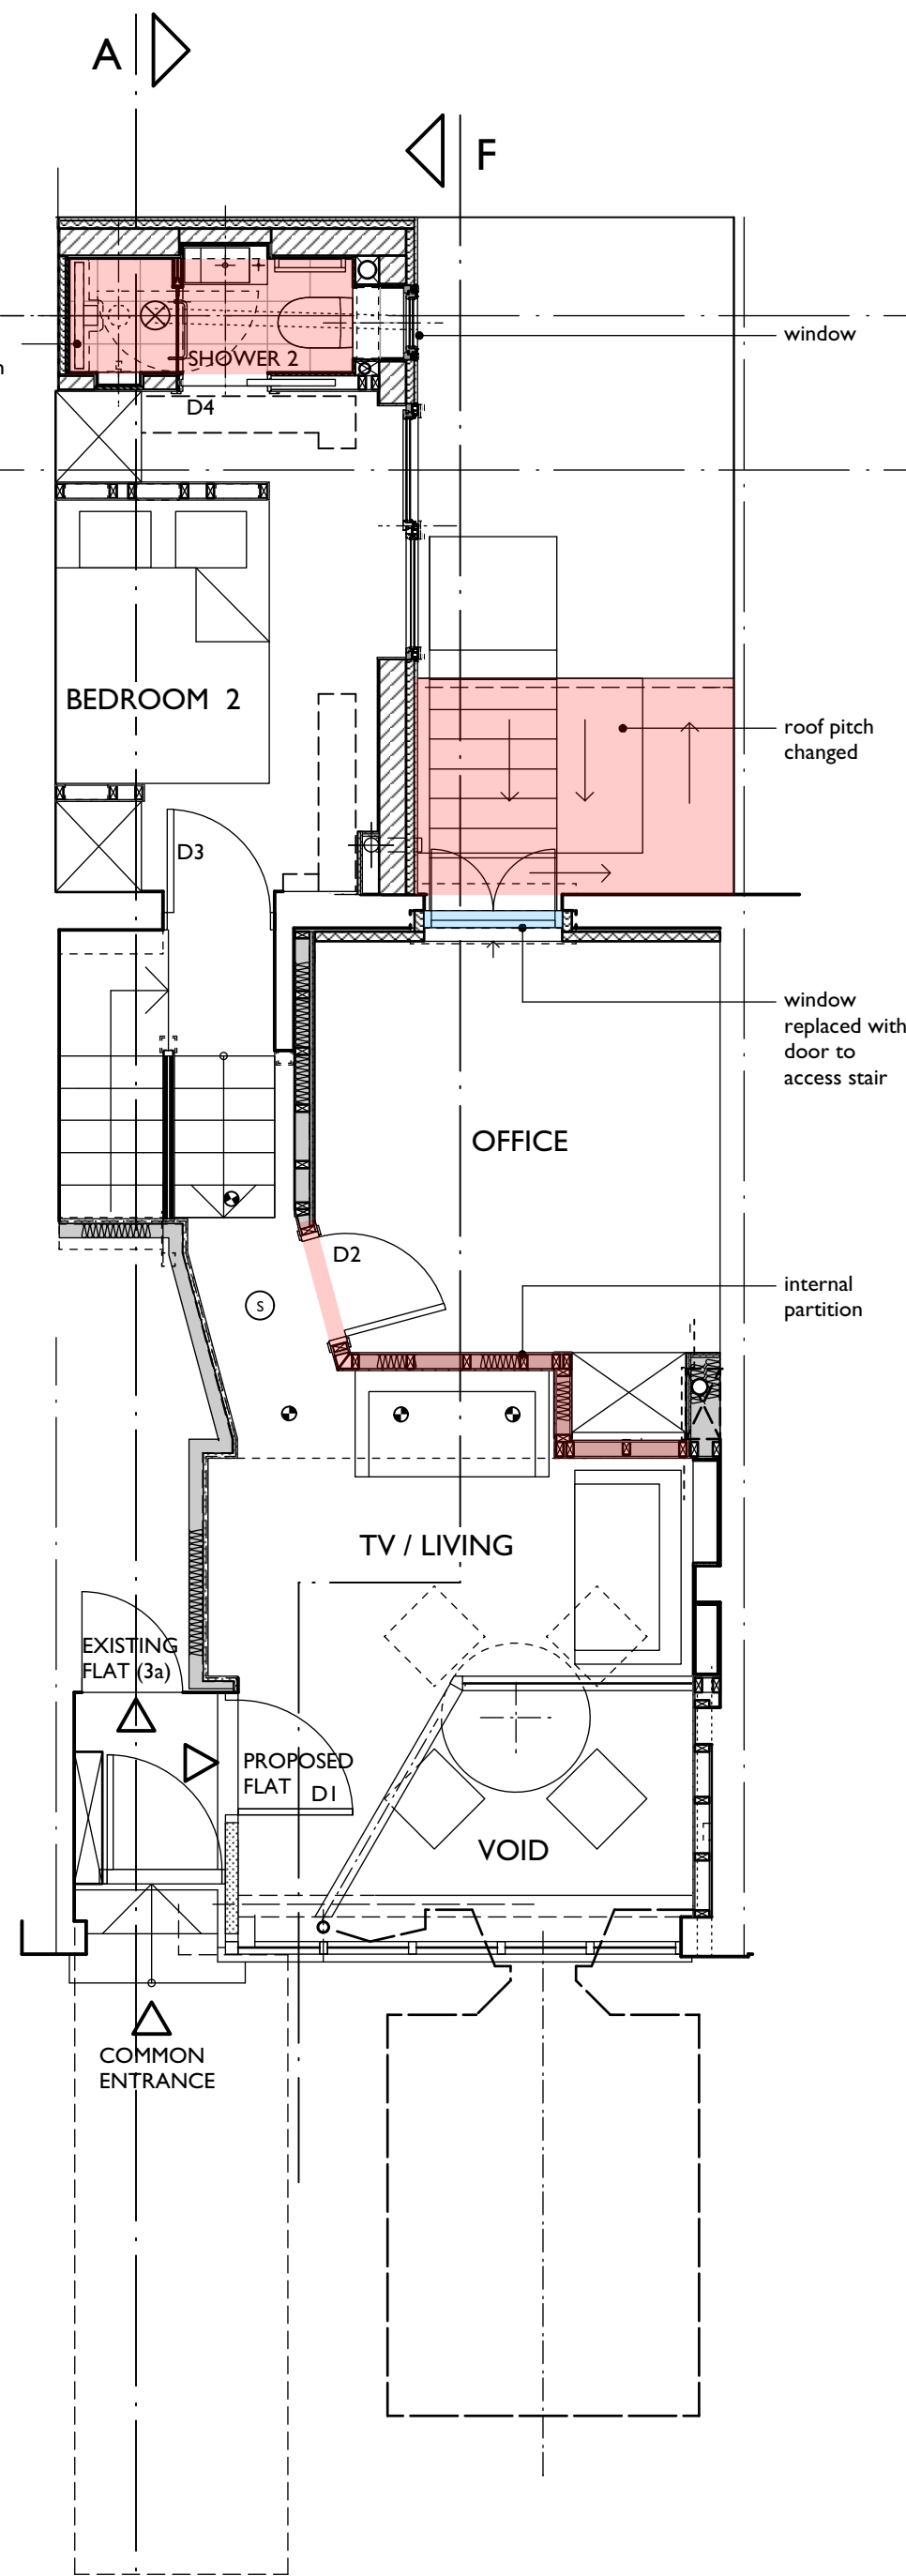 A
F
window
n
SHOWER 2
D4
BEDROOM 2
roof pitch
changed
D3
window
replaced with
door to
access stair
OFFICE
D2
internal
partition
S
TV / LIVING
EXISTING
FLAT (3a)
PROPOSED
FLAT
D1
VOID
COMMON
ENTRANCE